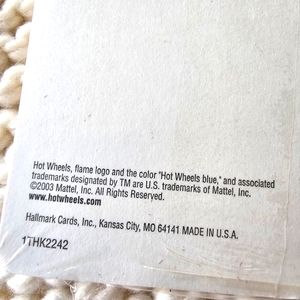 Hot Wheels, flame logo and the color "Hot Wheels blue," and associated
trademarks designated by TM are U.S. trademarks of Mattel, Inc.
©2003 Mattel, Inc. All Rights Reserved.
www.hotwheels.com
Hallmark Cards, Inc., Kansas City, MO 64141 MADE IN U.S.A.
1THK2242